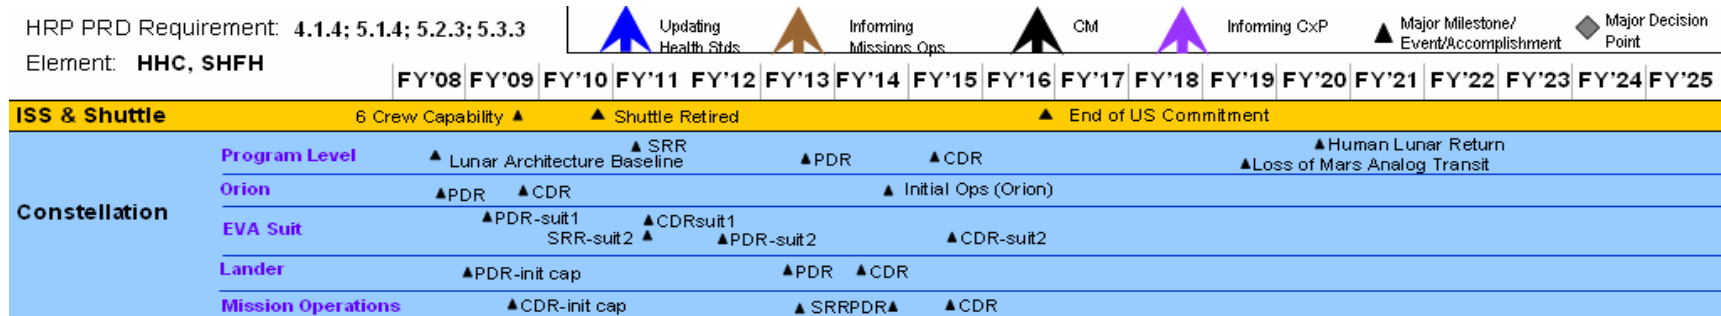 HRP PRD Requirement: 4.1.4; 5.1.4; 5.2.3; 5.3.3
Element: HHC, SHFH
Updating
Health Stds
Informing
Missions Ops
CM
Informing CxP
Major Milestone/
Event/Accomplishment
Major Decision
Point
FY'08 FY'09 FY'10 FY'11 FY'12 FY'13 FY'14 FY'15 FY'16 FY'17 FY'18 FY'19 FY'20 FY'21 FY'22 FY'23 FY'24 FY'25
ISS & Shuttle 6 Crew Capability Shuttle Retired End of US Commitment
Constellation
Program Level Lunar Architecture Baseline SRR PDR CDR Human Lunar Return
Loss of Mars Analog Transit
Orion PDR CDR Initial Ops (Orion)
EVA Suit PDR-suit1 CDRsuit1
SRR-suit2 PDR-suit2 CDR-suit2
Lander PDR-init cap PDR CDR
Mission Operations CDR-init cap SRR PDR CDR